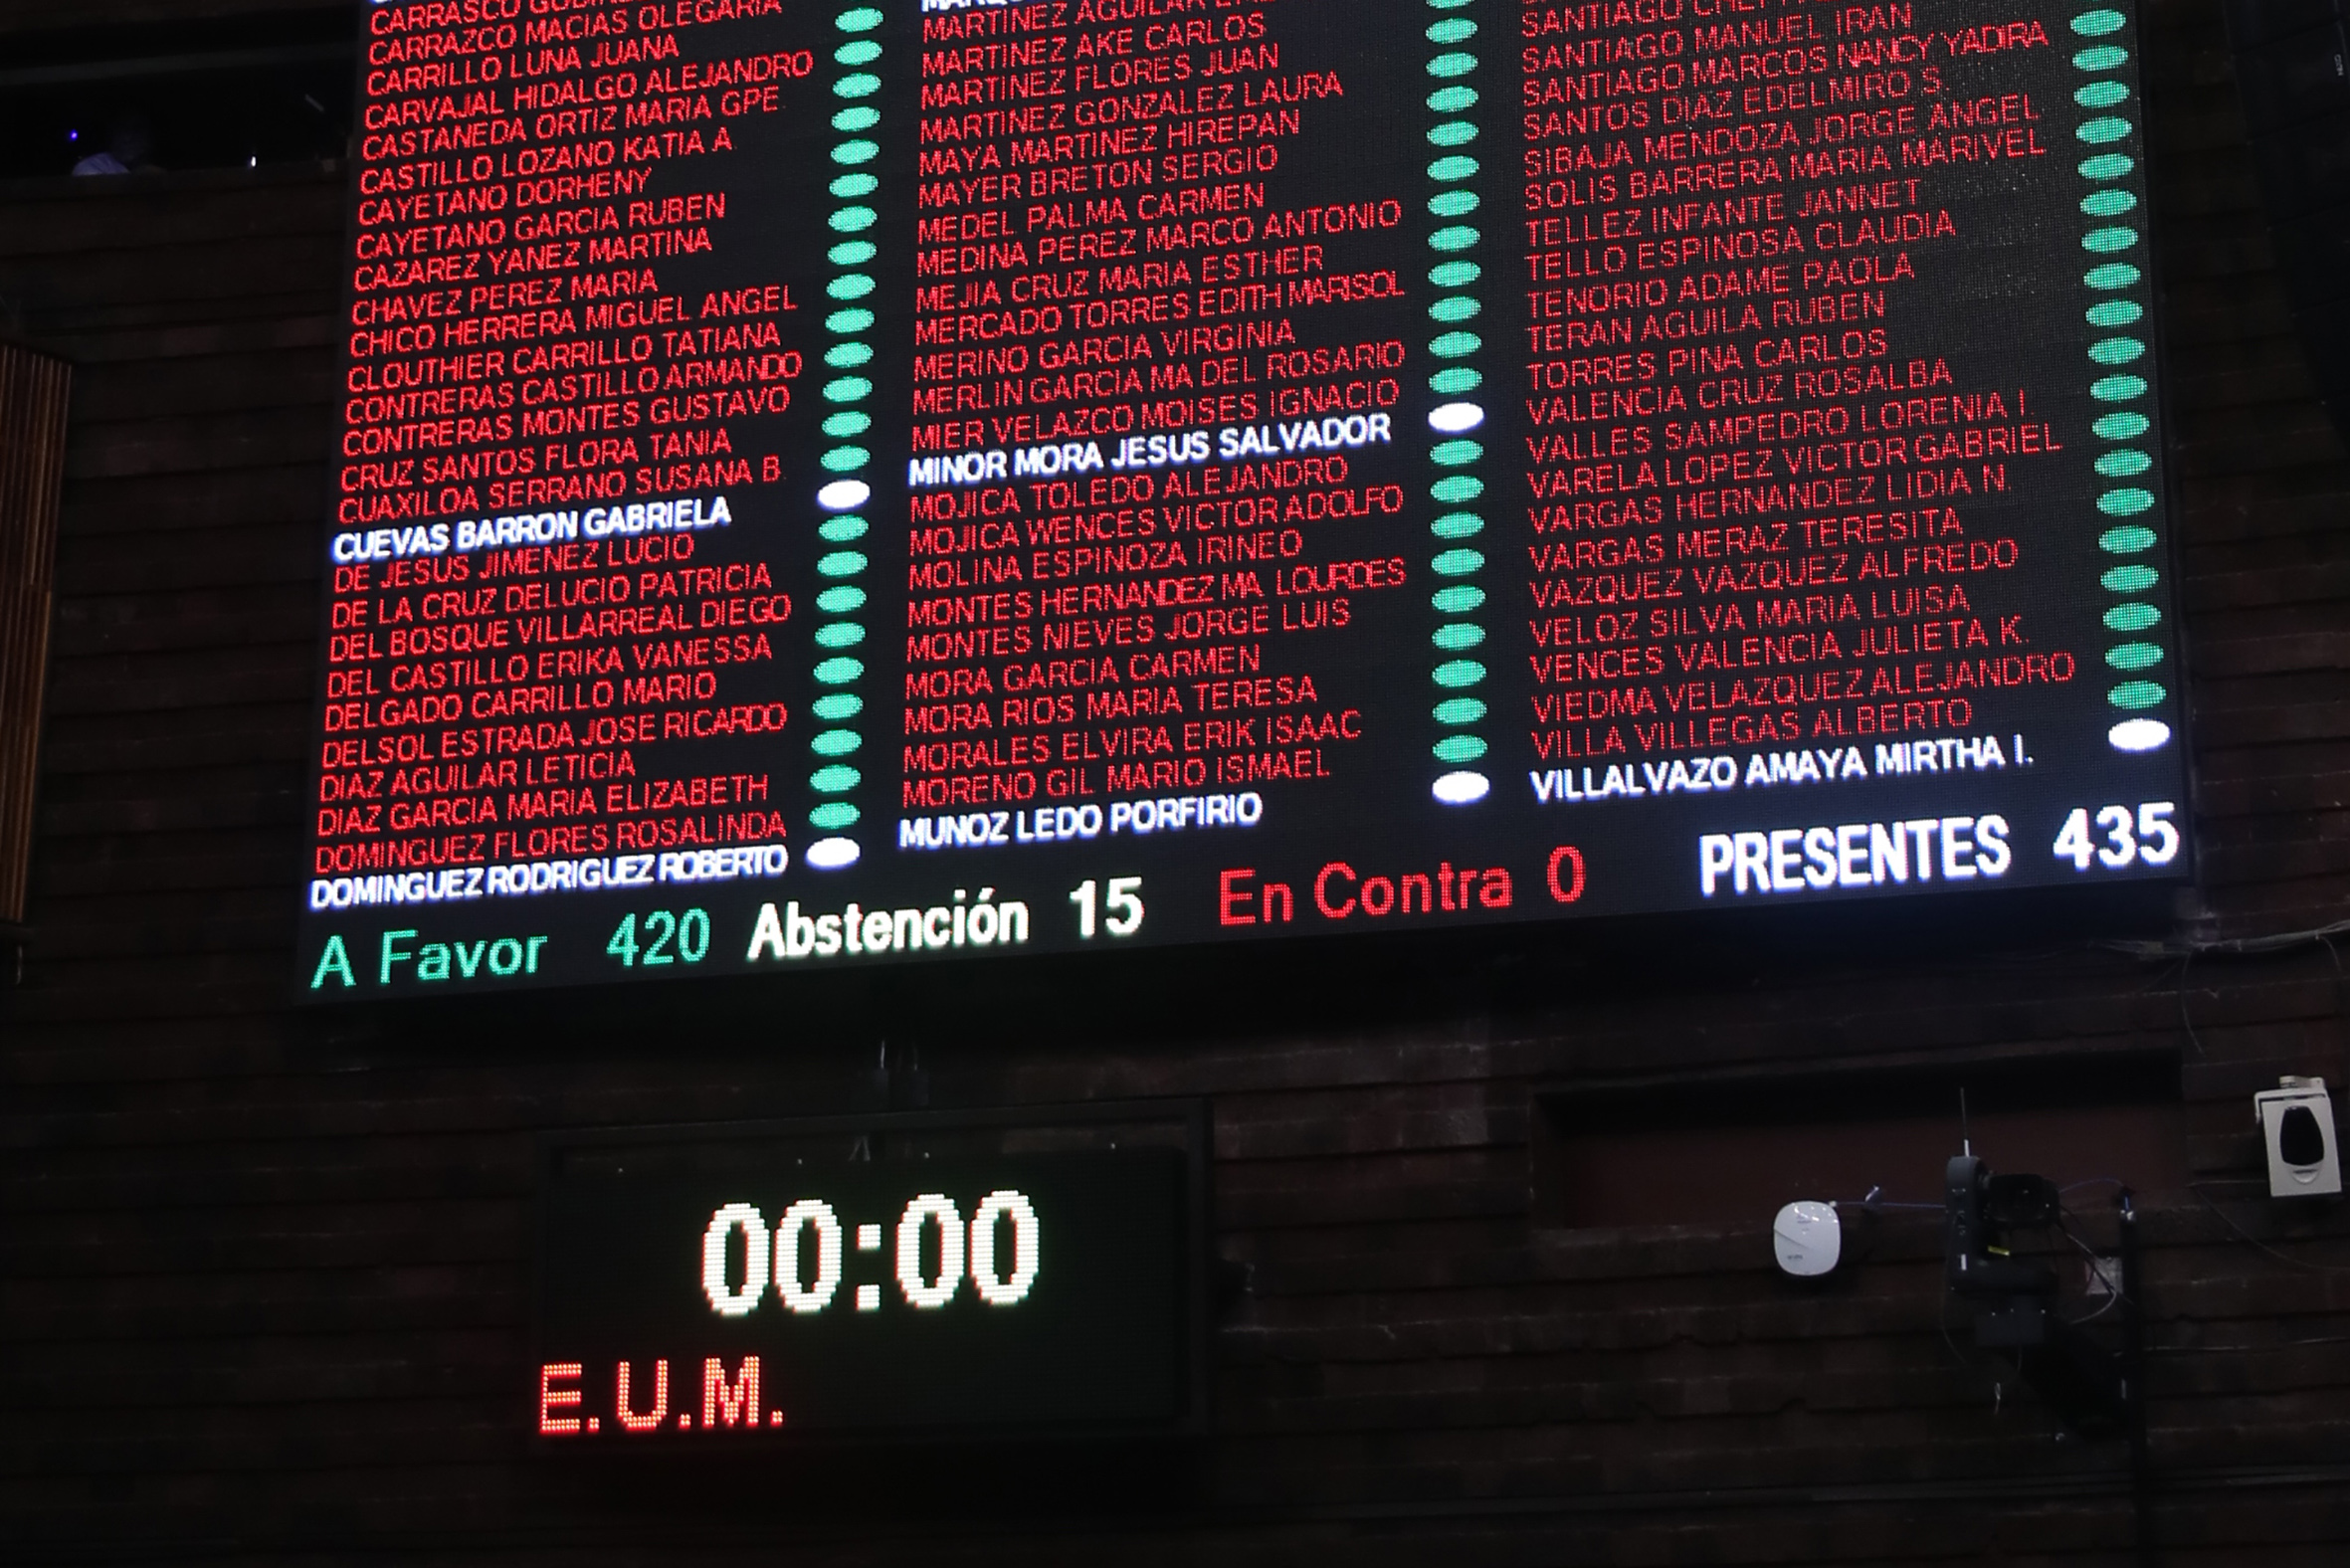 CARRASCO
CARRAZCO MACIAS OLEGARIA
CARRILLO LUNA JUANA
CARVAJAL HIDALGO ALEJANDRO
CASTANEDA ORTIZ MARIA GPE
CASTILLO LOZANO KATIA A.
CAYETANO DORHENY
CAYETANO GARCIA RUBEN
CAZAREZ YANEZ MARTINA
CHAVEZ PEREZ MARIA
CHICO HERRERA MIGUEL ANGEL
CLOUTHIER CARRILLO TATIANA
CONTRERAS CASTILLO ARMANDO
CONTRERAS MONTES GUSTAVO
CRUZ SANTOS FLORA TANIA
CUAXILOA SERRANO SUSANA B.
CUEVAS BARRON GABRIELA
DE JESUS JIMENEZ LUCIO
DE LA CRUZ DELUCIO PATRICIA
DEL BOSQUE VILLARREAL DIEGO
DEL CASTILLO ERIKA VANESSA
DELGADO CARRILLO MARIO
DELSOL ESTRADA JOSE RICARDO
DIAZ AGUILAR LETICIA
DIAZ GARCIA MARIA ELIZABETH
DOMINGUEZ FLORES ROSALINDA
DOMINGUEZ RODRIGUEZ ROBERTO
MARTINEZ AGUILAR
MARTINEZ AKE CARLOS
MARTINEZ FLORES JUAN
MARTINEZ GONZALEZ LAURA
MAYA MARTINEZ HIREPAN
MAYER BRETON SERGIO
MEDEL PALMA CARMEN
MEDINA PEREZ MARCO ANTONIO
MEJIA CRUZ MARIA ESTHER
MERCADO TORRES EDITH MARISOL
MERINO GARCIA VIRGINIA
MERLIN GARCIA MA DEL ROSARIO
MIER VELAZCO MOISES IGNACIO
MINOR MORA JESUS SALVADOR
MOJICA TOLEDO ALEJANDRO
MOJICA WENCES VICTOR ADOLFO
MOLINA ESPINOZA IRINEO
MONTES HERNANDEZ MA. LOURDES
MONTES NIEVES JORGE LUIS
MORA GARCIA CARMEN
MORA RIOS MARIA TERESA
MORALES ELVIRA ERIK ISAAC
MORENO GIL MARIO ISMAEL
MUNOZ LEDO PORFIRIO
SANTIAGO
SANTIAGO MANUEL IRAN
SANTIAGO MARCOS NANCY YADIRA
SANTOS DIAZ EDELMIRO S.
SIBAJA MENDOZA JORGE ANGEL
SOLIS BARRERA MARIA MARIVEL
TELLEZ INFANTE JANNET
TELLO ESPINOSA CLAUDIA
TENORIO ADAME PAOLA
TERAN AGUILA RUBEN
TORRES PINA CARLOS
VALENCIA CRUZ ROSALBA
VALLES SAMPEDRO LORENIA I.
VARELA LOPEZ VICTOR GABRIEL
VARGAS HERNANDEZ LIDIA N.
VARGAS MERAZ TERESITA
VAZQUEZ VAZQUEZ ALFREDO
VELOZ SILVA MARIA LUISA
VENCES VALENCIA JULIETA K.
VIEDMA VELAZQUEZ ALEJANDRO
VILLA VILLEGAS ALBERTO
VILLALVAZO AMAYA MIRTHA I.
A Favor 420 Abstención 15 En Contra 0 PRESENTES 435
00:00
E.U.M.